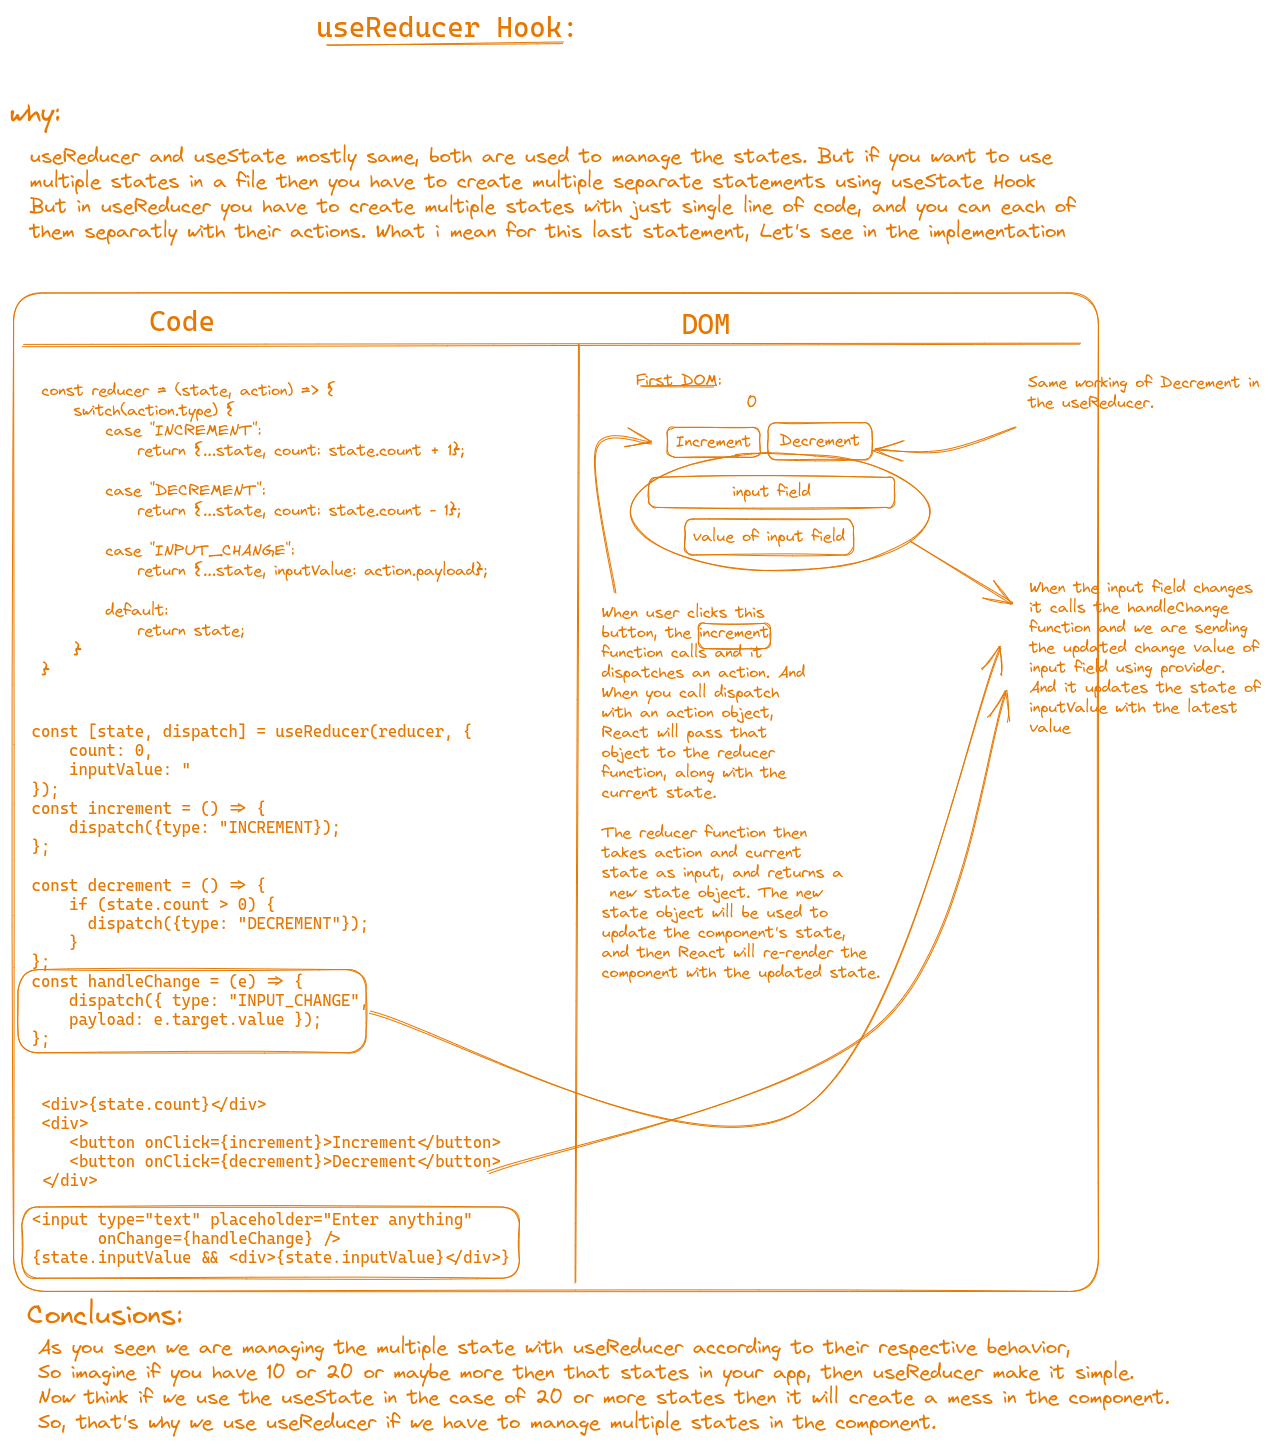 useReducer Hook:
why:
useReducer and useState mostly same, both are used to manage the states. But if you want to use
multiple states in a file then you have to create multiple separate statements using useState Hook
But in useReducer you have to create multiple states with just single line of code, and you can each of
them separatly with their actions. What i mean for this last statement, Let's see in the implementation
Code
const reducer = (state, action) => {
switch(action.type) {
case "INCREMENT":
return {...state, count: state.count + 1};
case "DECREMENT":
return {...state, count: state.count - 1};
case "INPUT_CHANGE":
return {...state, inputValue: action.payload};
default:
return state;
}
}
const [state, dispatch] = useReducer(reducer, {
count: 0,
inputValue: "
});
const increment = () => {
dispatch({type: "INCREMENT});
};
const decrement = () => {
if (state.count > 0) {
dispatch({type: "DECREMENT"});
}
};
const handleChange = (e) => {
dispatch({ type: "INPUT_CHANGE",
payload: e.target.value });
};
<div>{state.count}</div>
<div>
<button onClick={increment}>Increment</button>
<button onClick={decrement}>Decrement</button>
</div>
<input type="text" placeholder="Enter anything"
onChange={handleChange} />
{state.inputValue && <div>{state.inputValue}</div>}
DOM
First DOM:
0
Increment
Decrement
input field
value of input field
When user clicks this
button, the increment
function calls and it
dispatches an action. And
When you call dispatch
with an action object,
React will pass that
object to the reducer
function, along with the
current state.
The reducer function then
takes action and current
state as input, and returns a
new state object. The new
state object will be used to
update the component's state,
and then React will re-render the
component with the updated state.
Same working of Decrement in
the useReducer.
When the input field changes
it calls the handleChange
function and we are sending
the updated change value of
input field using provider.
And it updates the state of
inputValue with the latest
value
Conclusions:
As you seen we are managing the multiple state with useReducer according to their respective behavior,
So imagine if you have 10 or 20 or maybe more then that states in your app, then useReducer make it simple.
Now think if we use the useState in the case of 20 or more states then it will create a mess in the component.
So, that's why we use useReducer if we have to manage multiple states in the component.